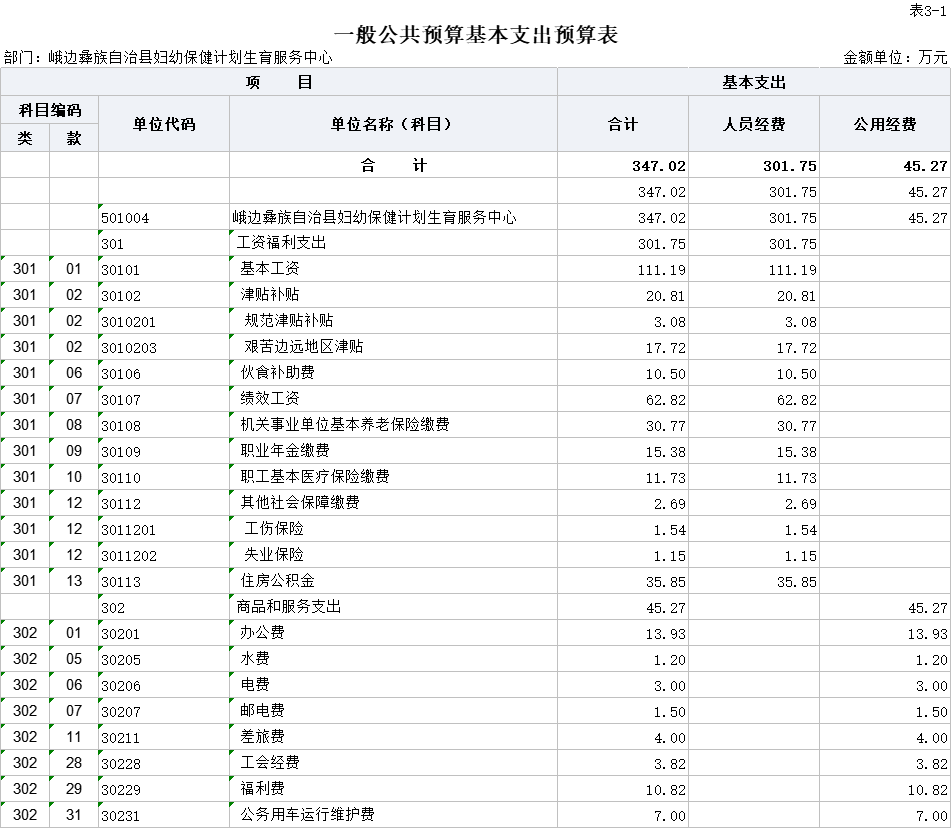 表3-1
一般公共预算基本支出预算表
部门：峨边彝族自治县妇幼保健计划生育服务中心 金额单位：万元
项 目 基本支出
科目编码 单位代码 单位名称（科目） 合计 人员经费 公用经费
类 款
合 计 347.02 301.75 45.27
347.02 301.75 45.27
501004 峨边彝族自治县妇幼保健计划生育服务中心 347.02 301.75 45.27
301 工资福利支出 301.75 301.75
301 01 30101 基本工资 111.19 111.19
301 02 30102 津贴补贴 20.81 20.81
301 02 3010201 规范津贴补贴 3.08 3.08
301 02 3010203 艰苦边远地区津贴 17.72 17.72
301 06 30106 伙食补助费 10.50 10.50
301 07 30107 绩效工资 62.82 62.82
301 08 30108 机关事业单位基本养老保险缴费 30.77 30.77
301 09 30109 职业年金缴费 15.38 15.38
301 10 30110 职工基本医疗保险缴费 11.73 11.73
301 12 30112 其他社会保障缴费 2.69 2.69
301 12 3011201 工伤保险 1.54 1.54
301 12 3011202 失业保险 1.15 1.15
301 13 30113 住房公积金 35.85 35.85
302 商品和服务支出 45.27 45.27
302 01 30201 办公费 13.93 13.93
302 05 30205 水费 1.20 1.20
302 06 30206 电费 3.00 3.00
302 07 30207 邮电费 1.50 1.50
302 11 30211 差旅费 4.00 4.00
302 28 30228 工会经费 3.82 3.82
302 29 30229 福利费 10.82 10.82
302 31 30231 公务用车运行维护费 7.00 7.00